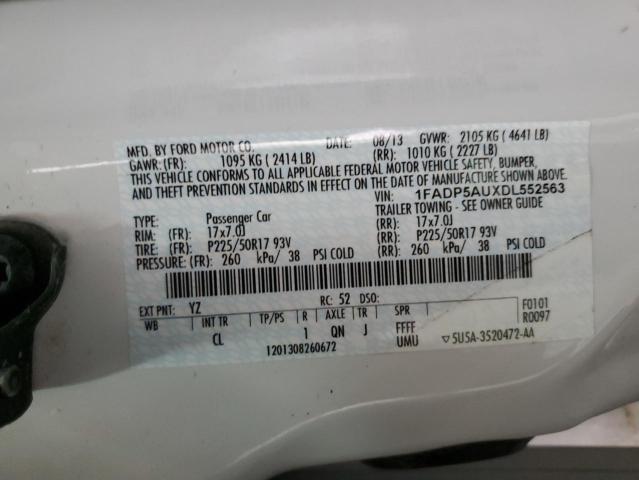 MFD. BY FORD MOTOR CO. DATE: 08/13 GVWR: 2105 KG ( 4641 LB)
GAWR: (FR): 1095 KG ( 2414 LB) (RR): 1010 KG ( 2227 LB)
THIS VEHICLE CONFORMS TO ALL APPLICABLE FEDERAL MOTOR VEHICLE SAFETY, BUMPER,
AND THEFT PREVENTION STANDARDS IN EFFECT ON THE DATE OF MANUFACTURE SHOWN ABOVE.
VIN: 1FADP5AUXDL552563
TYPE: Passenger Car TRAILER TOWING - SEE OWNER GUIDE
RIM: (FR): 17x7.0J (RR): 17x7.0J
TIRE: (FR): P225/50R17 93V (RR): P225/50R17 93V
PRESSURE: (FR): 260 kPa/ 38 PSI COLD (RR): 260 kPa/ 38 PSI COLD
EXT PNT: YZ RC: 52 DSO: F0101
WB INT TR TP/PS R AXLE TR SPR R0097
CL 1 QN J FFFF
UMU
1201308260672 ▽5U5A-3520472-AA